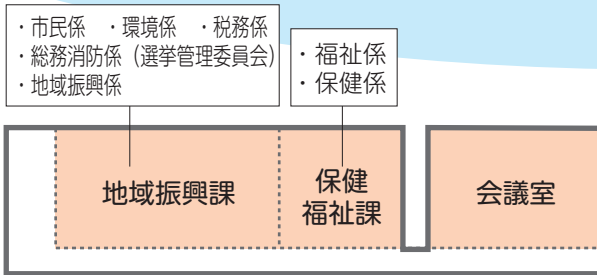 ・市民係　・環境係　・税務係
・総務消防係（選挙管理委員会）
・地域振興係
・福祉係
・保健係
地域振興課
保健
福祉課
会議室